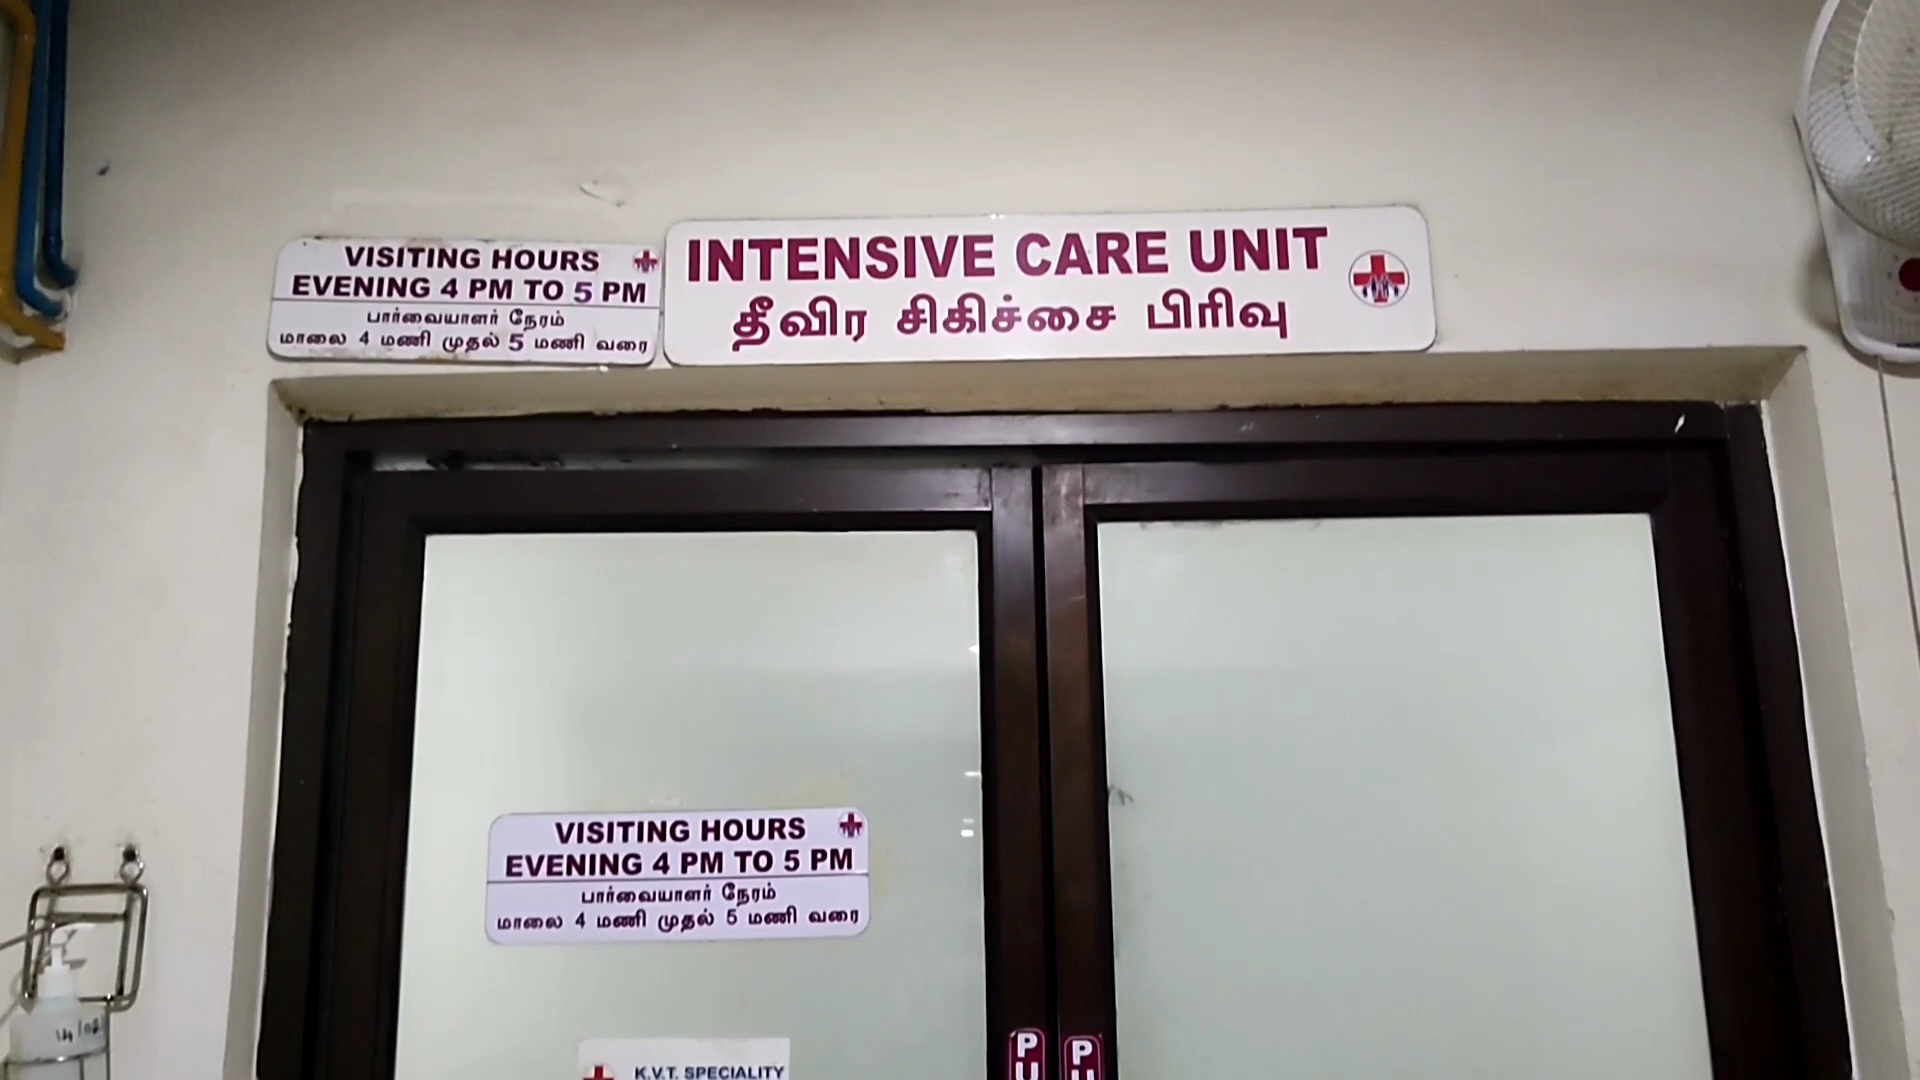 VISITING HOURS
EVENING 4 PM TO 5 PM
பார்வையாளர் நேரம்
மாலை 4 மணி முதல் 5 மணி வரை
INTENSIVE CARE UNIT
தீவிர சிகிச்சை பிரிவு
VISITING HOURS
EVENING 4 PM TO 5 PM
பார்வையாளர் நேரம்
மாலை 4 மணி முதல் 5 மணி வரை
K.V.T. SPECIALITY